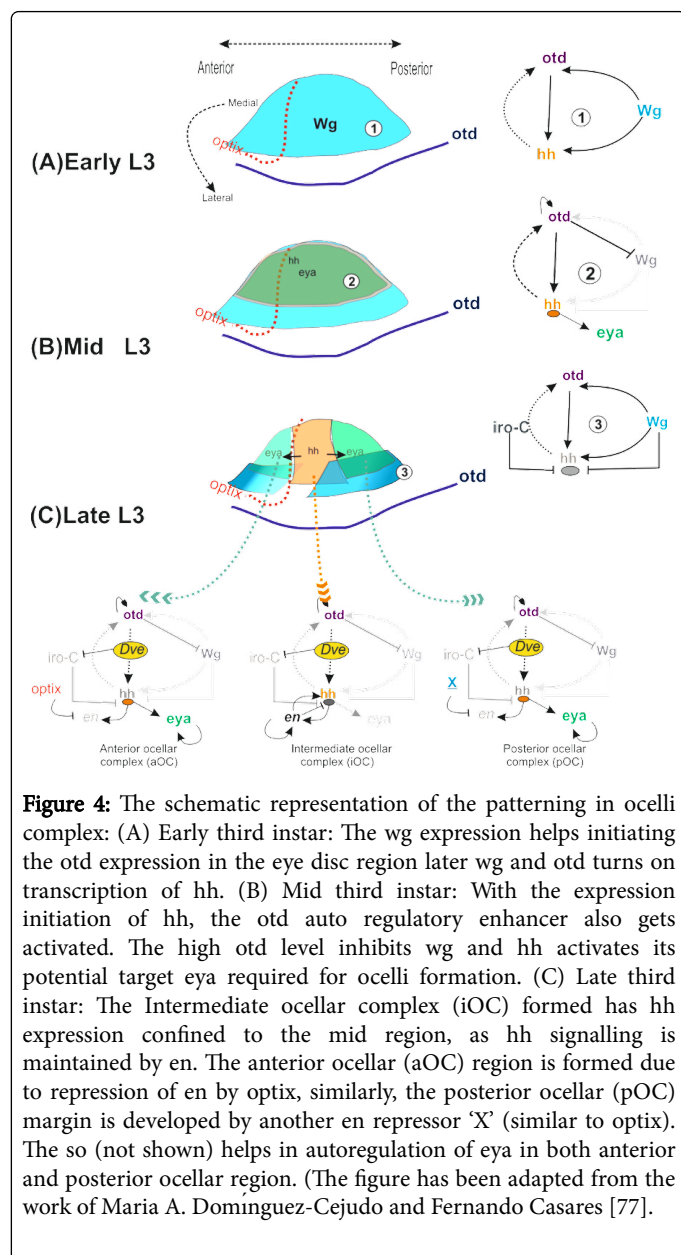 Anterior
Posterior
Medial
Wg
1
optix
otd
Lateral
(A)Early L3
otd
1
Wg
hh
hh
eya
2
optix
otd
(B)Mid L3
otd
Wg
2
hh
eya
eya
hh
eya
3
optix
otd
(C)Late L3
otd
iro-C
3
Wg
hh
otd
iro-C
Dve
Wg
optix
hh
en
eya
Anterior ocellar
complex (aOC)
otd
iro-C
Dve
Wg
hh
en
eya
Intermediate ocellar
complex (iOC)
otd
iro-C
Dve
Wg
X
hh
en
eya
Posterior ocellar
complex (pOC)
Figure 4: The schematic representation of the patterning in ocelli
complex: (A) Early third instar: The wg expression helps initiating
the otd expression in the eye disc region later wg and otd turns on
transcription of hh. (B) Mid third instar: With the expression
initiation of hh, the otd auto regulatory enhancer also gets
activated. The high otd level inhibits wg and hh activates its
potential target eya required for ocelli formation. (C) Late third
instar: The Intermediate ocellar complex (iOC) formed has hh
expression confined to the mid region, as hh signalling is
maintained by en. The anterior ocellar (aOC) region is formed due
to repression of en by optix, similarly, the posterior ocellar (pOC)
margin is developed by another en repressor ‘X’ (similar to optix).
The so (not shown) helps in autoregulation of eya in both anterior
and posterior ocellar region. (The figure has been adapted from the
work of Maria A. Domínguez-Cejudo and Fernando Casares [77].